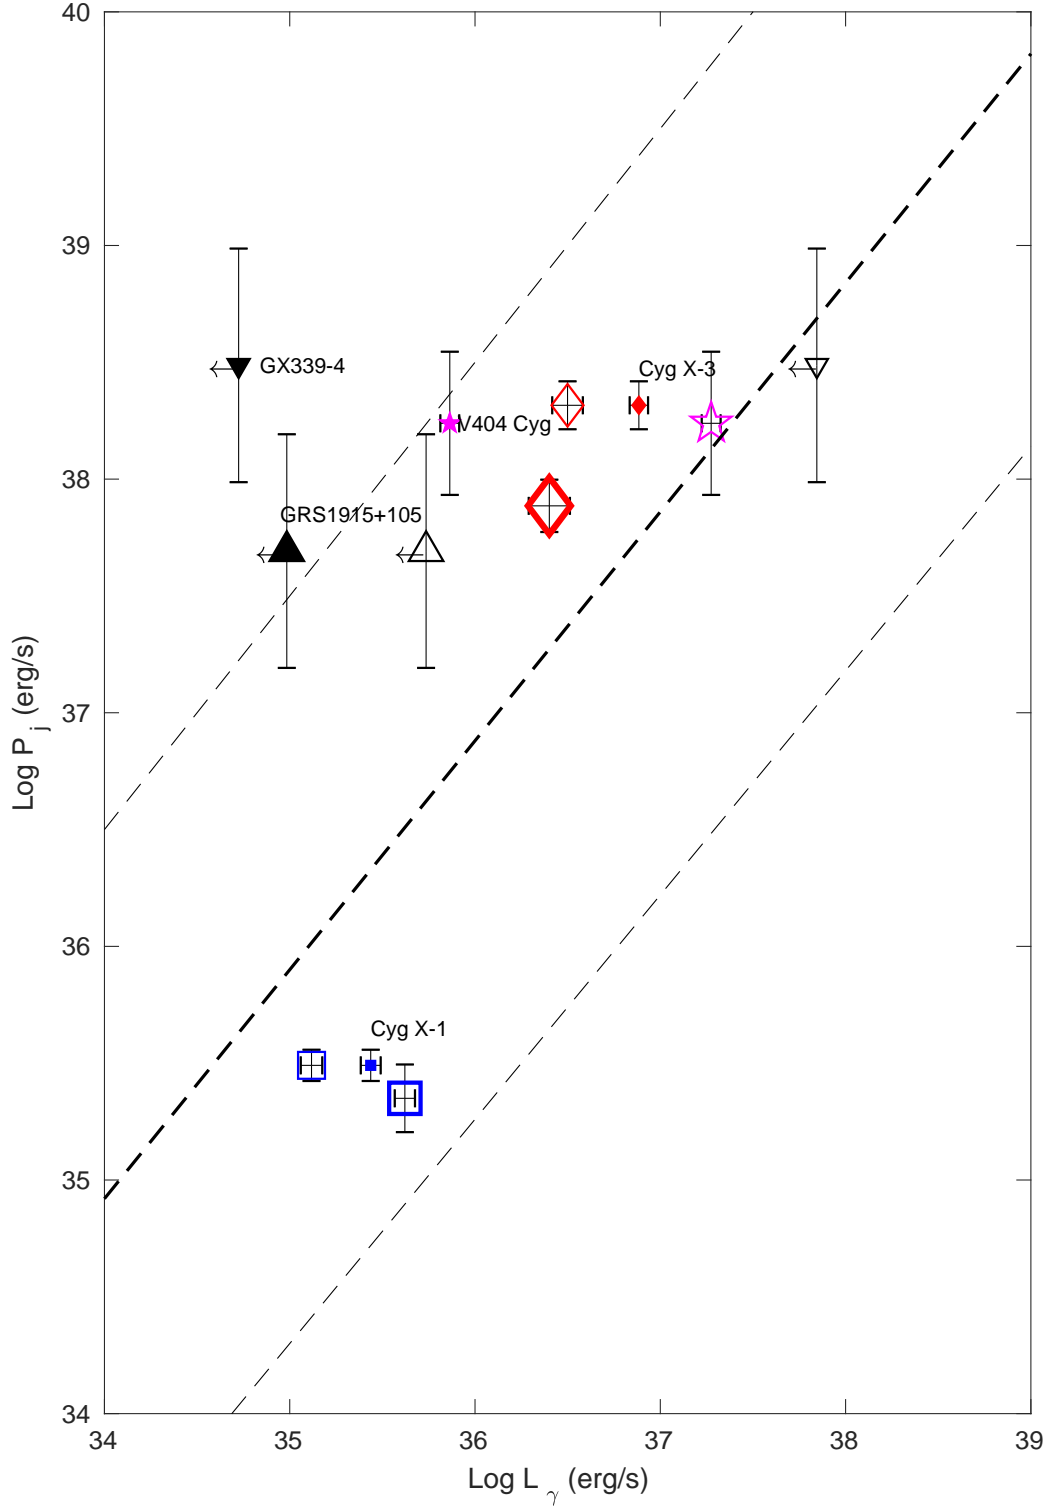 40
39
38
37
36
35
34
Log P j (erg/s)
GX339-4
Cyg X-3
V404 Cyg
GRS1915+105
Cyg X-1
34
35
36
37
38
39
Log L γ (erg/s)